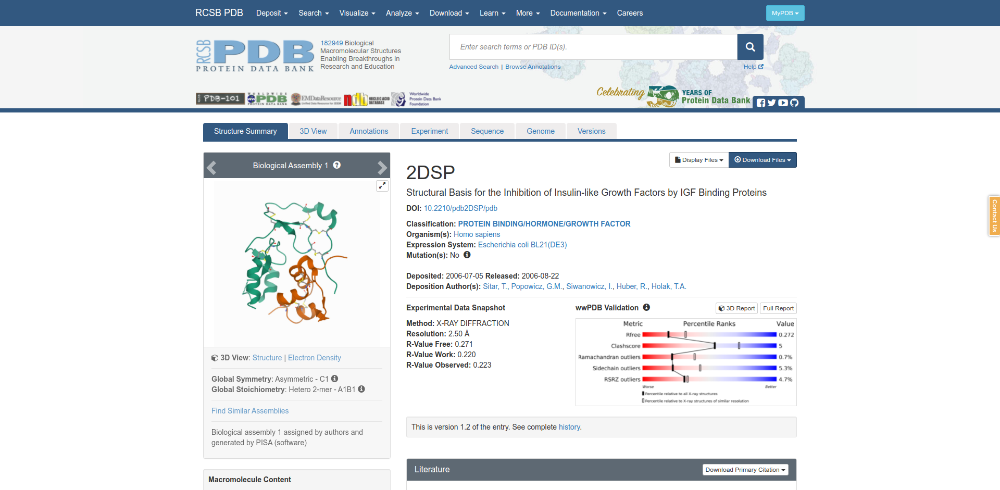 RCSB PDB Deposit Search Visualize Analyze Download Learn More Documentation Careers MyPDB
RCSB PDB
PROTEIN DATA BANK
182949 Biological
Macromolecular Structures
Enabling Breakthroughs in
Research and Education
Enter search terms or PDB ID(s).
Advanced Search | Browse Annotations
Help
PDB-101
WORLDWIDE
PDB
PROTEIN DATA BANK
EMDataResource
Unified Data Resource for 3DEM
ndb NUCLEIC ACID
DATABASE
Worldwide
Protein Data Bank
Foundation
Celebrating
YEARS OF
Protein Data Bank
Structure Summary 3D View Annotations Experiment Sequence Genome Versions
Biological Assembly 1
3D View: Structure | Electron Density
Global Symmetry: Asymmetric - C1
Global Stoichiometry: Hetero 2-mer - A1B1
Find Similar Assemblies
Biological assembly 1 assigned by authors and
generated by PISA (software)
Macromolecule Content
Display Files Download Files
2DSP
Structural Basis for the Inhibition of Insulin-like Growth Factors by IGF Binding Proteins
DOI: 10.2210/pdb2DSP/pdb
Classification: PROTEIN BINDING/HORMONE/GROWTH FACTOR
Organism(s): Homo sapiens
Expression System: Escherichia coli BL21(DE3)
Mutation(s): No
Deposited: 2006-07-05 Released: 2006-08-22
Deposition Author(s): Sitar, T., Popowicz, G.M., Siwanowicz, I., Huber, R., Holak, T.A.
Experimental Data Snapshot
Method: X-RAY DIFFRACTION
Resolution: 2.50 Å
R-Value Free: 0.271
R-Value Work: 0.220
R-Value Observed: 0.223
wwPDB Validation
3D Report Full Report
Metric Percentile Ranks Value
Rfree 0.272
Clashscore 5
Ramachandran outliers 0.7%
Sidechain outliers 5.3%
RSRZ outliers 4.7%
Worse Better
Percentile relative to all X-ray structures
Percentile relative to X-ray structures of similar resolution
This is version 1.2 of the entry. See complete history.
Literature
Download Primary Citation
Contact Us